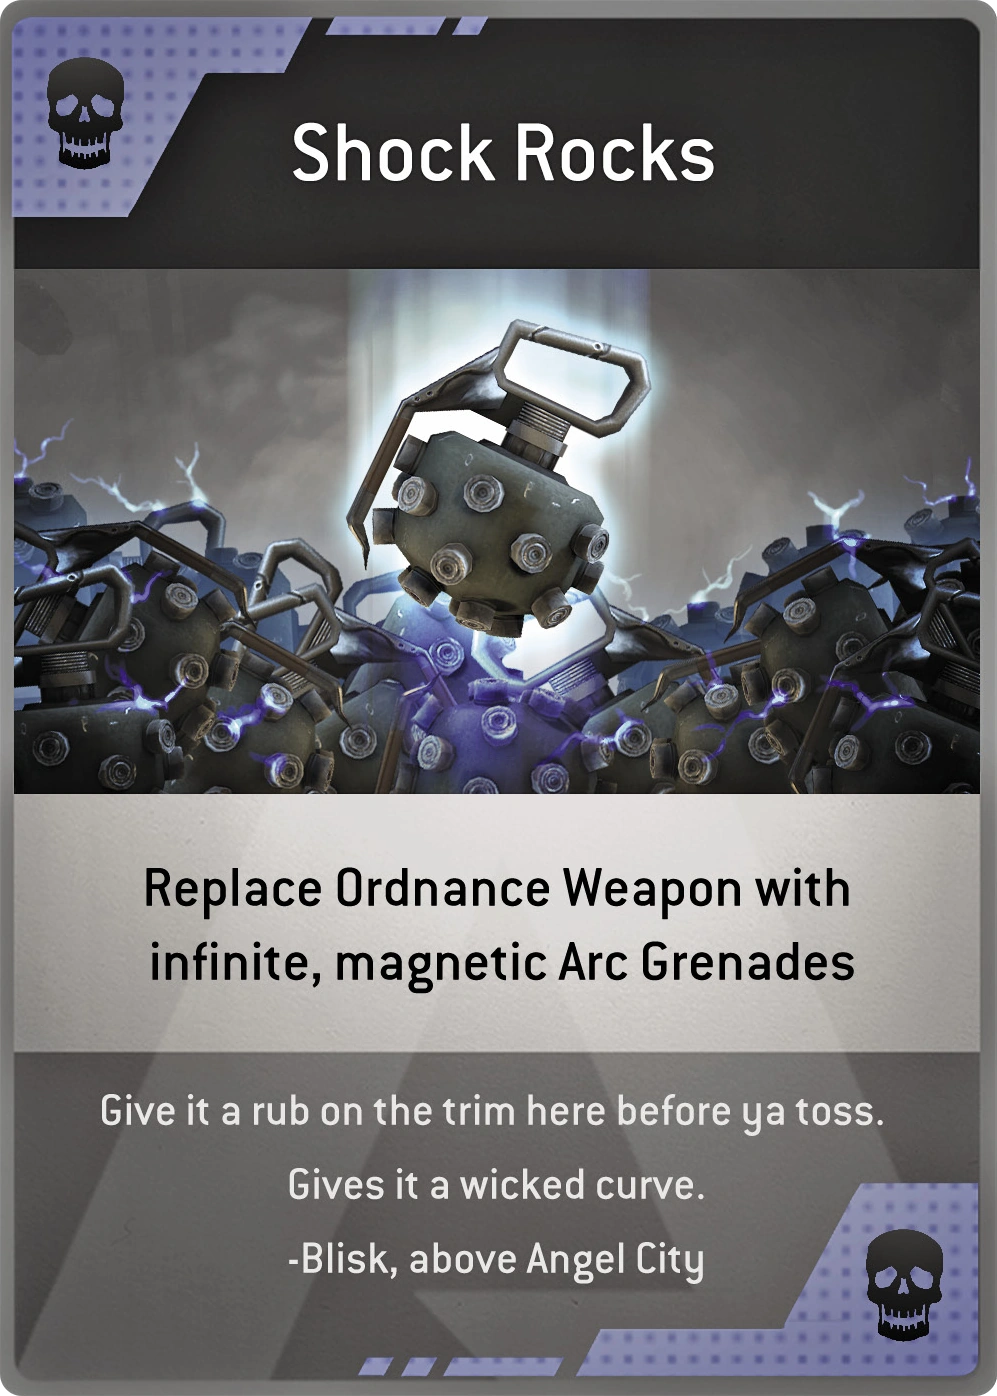 Shock Rocks
Replace Ordnance Weapon with
infinite, magnetic Arc Grenades
Give it a rub on the trim here before ya toss.
Gives it a wicked curve.
-Blisk, above Angel City